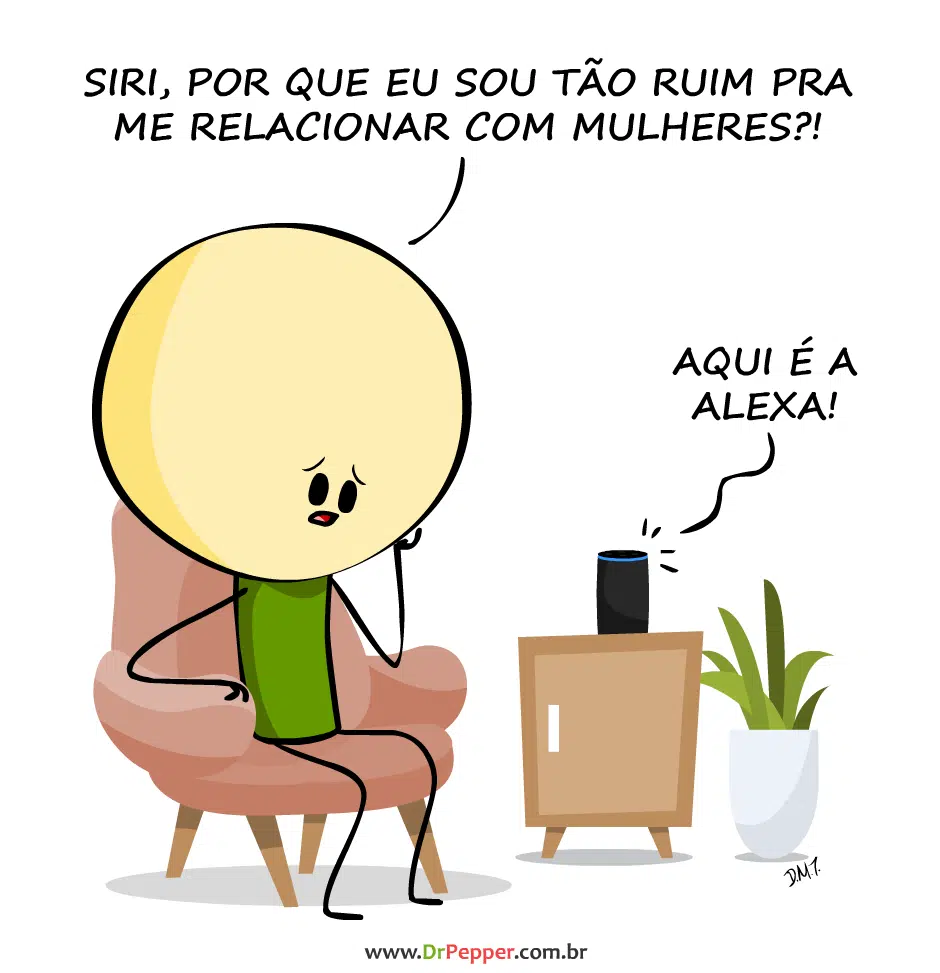 SIRI, POR QUE EU SOU TÃO RUIM PRA
ME RELACIONAR COM MULHERES?!
AQUI É A
ALEXA!
D.M.T.
www.DrPepper.com.br